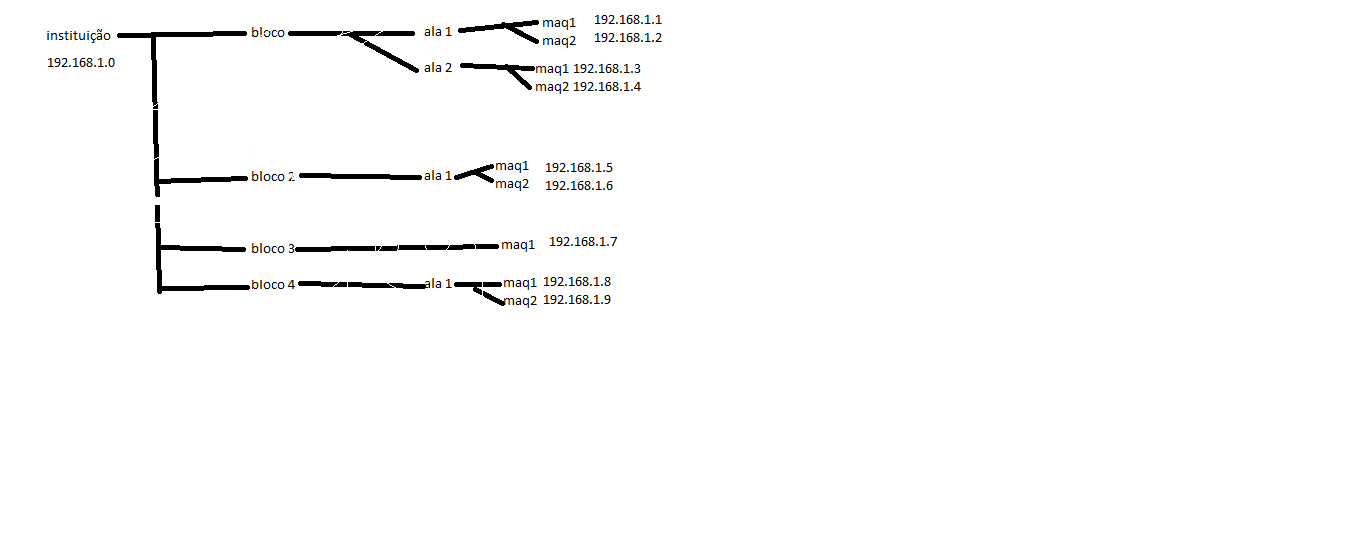 instituição
192.168.1.0
bloco
ala 1
maq1 192.168.1.1
maq2 192.168.1.2
ala 2
maq1 192.168.1.3
maq2 192.168.1.4
bloco 2
ala 1
maq1 192.168.1.5
maq2 192.168.1.6
bloco 3
maq1 192.168.1.7
bloco 4
ala 1
maq1 192.168.1.8
maq2 192.168.1.9